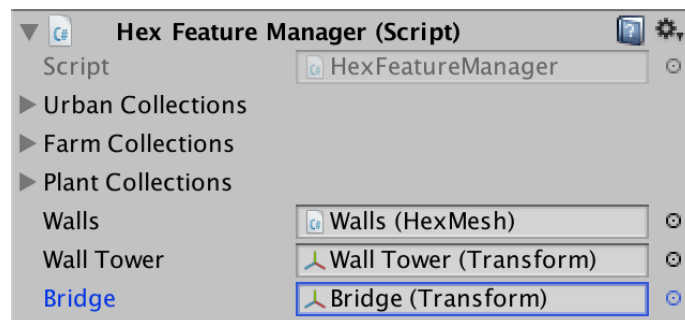 Hex Feature Manager (Script)
Script HexFeatureManager
Urban Collections
Farm Collections
Plant Collections
Walls Walls (HexMesh)
Wall Tower Wall Tower (Transform)
Bridge Bridge (Transform)